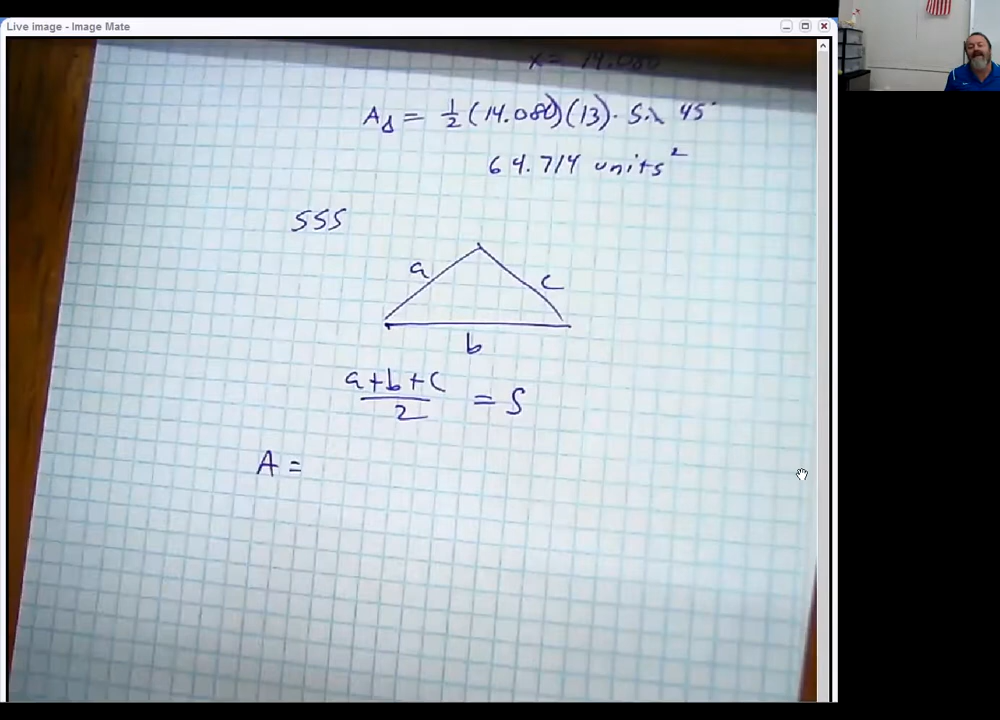 Live image - Image Mate
x = 14.080
A△ = 1/2 (14.080)(13) · Sin 45°
64.714 units²
SSS
a
c
b
a+b+c / 2 = S
A =